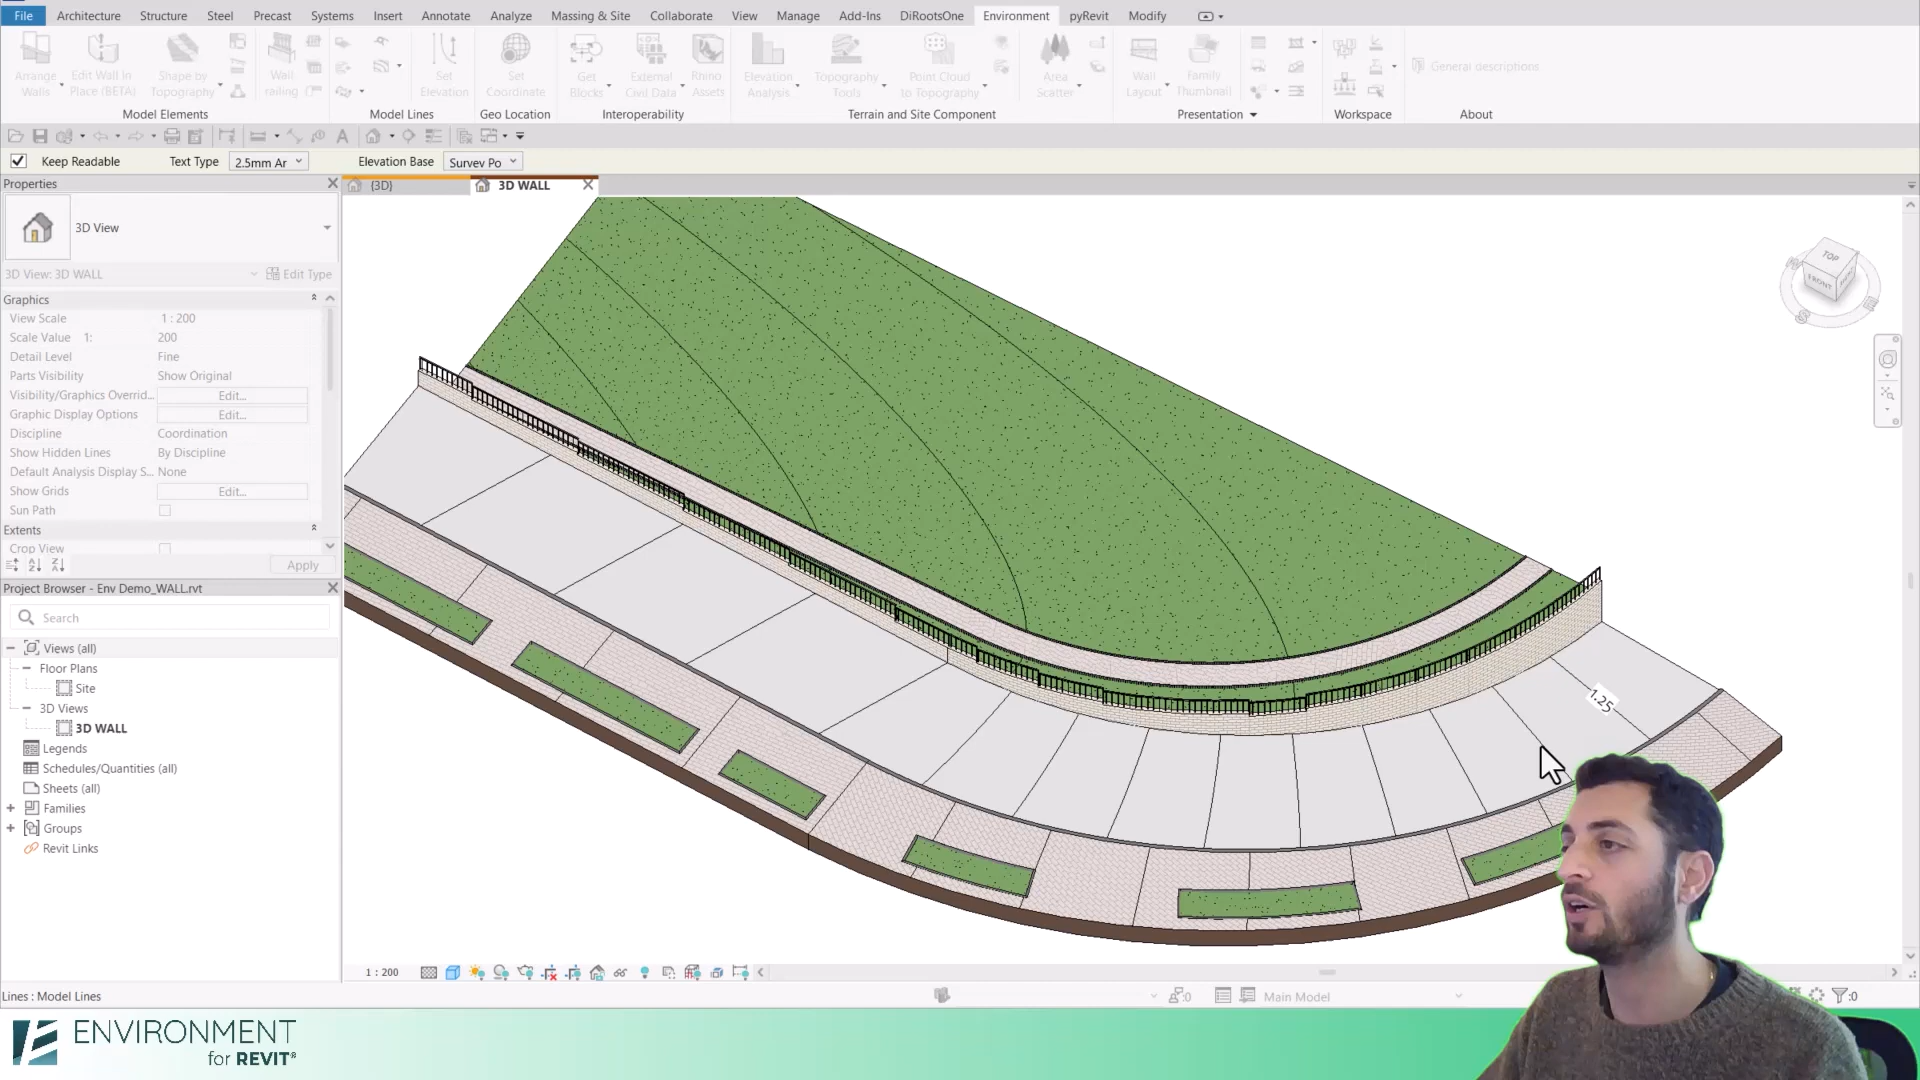 File Architecture Structure Steel Precast Systems Insert Annotate Analyze Massing & Site Collaborate View Manage Add-Ins DiRootsOne Environment pyRevit Modify
Arrange Walls
Edit Wall in Place (BETA)
Shape by Topography
Wall railing
Set Elevation
Set Coordinate
Get Blocks
External Civil Data
Rhino Assets
Elevation Analysis
Topography Tools
Point Cloud to Topography
Area Scatter
Wall Layout
Family Thumbnail
General descriptions
Model Elements Model Lines Geo Location Interoperability Terrain and Site Component Presentation Workspace About
Keep Readable Text Type 2.5mm Ar Elevation Base Survey Po
Properties
{3D} 3D WALL
3D View
3D View: 3D WALL Edit Type
Graphics
View Scale 1 : 200
Scale Value 1: 200
Detail Level Fine
Parts Visibility Show Original
Visibility/Graphics Overrid... Edit...
Graphic Display Options Edit...
Discipline Coordination
Show Hidden Lines By Discipline
Default Analysis Display S... None
Show Grids Edit...
Sun Path
Extents
Crop View
Apply
Project Browser - Env Demo_WALL.rvt
Search
Views (all)
Floor Plans
Site
3D Views
3D WALL
Legends
Schedules/Quantities (all)
Sheets (all)
Families
Groups
Revit Links
TOP
FRONT
S
1.25
1 : 200
Lines : Model Lines
:0
Main Model
:0
ENVIRONMENT
for REVIT®